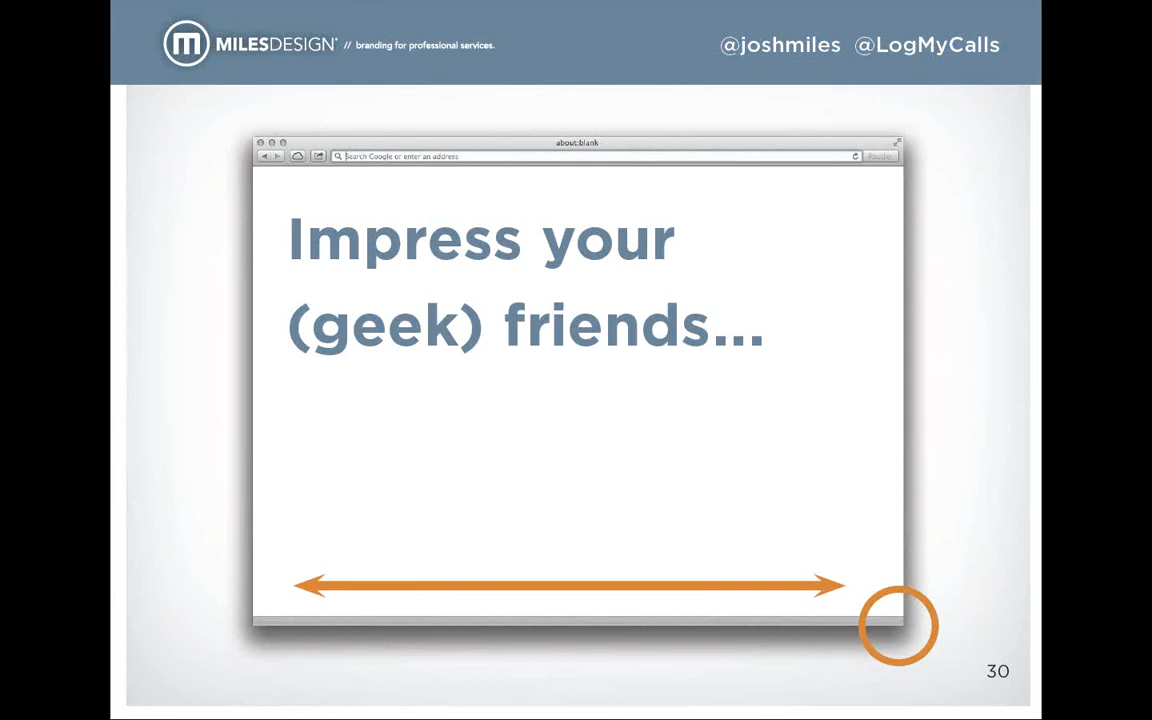 MILESDESIGN® // branding for professional services.
@joshmiles @LogMyCalls
about:blank
Search Google or enter an address
Reader
Impress your
(geek) friends...
30